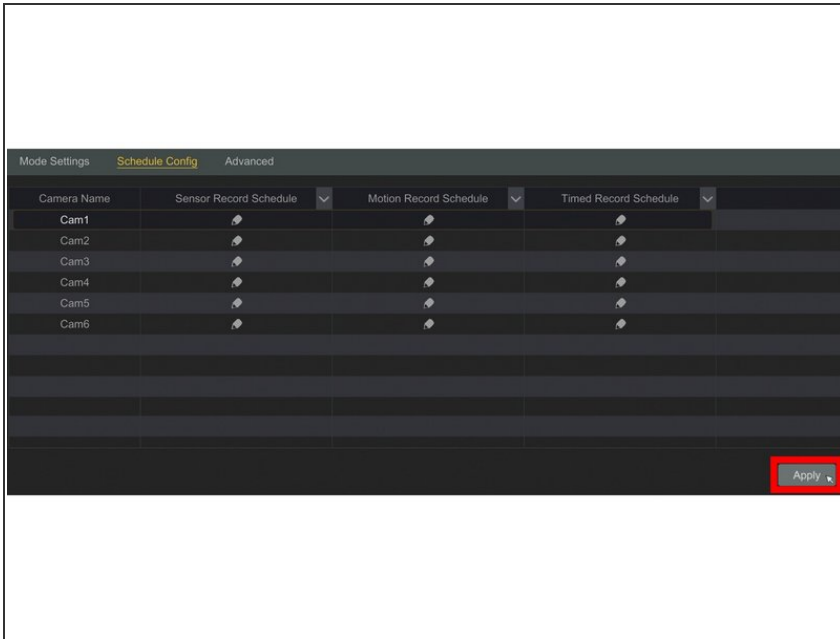 Mode Settings Schedule Config Advanced
Camera Name Sensor Record Schedule Motion Record Schedule Timed Record Schedule
Cam1
Cam2
Cam3
Cam4
Cam5
Cam6
Apply